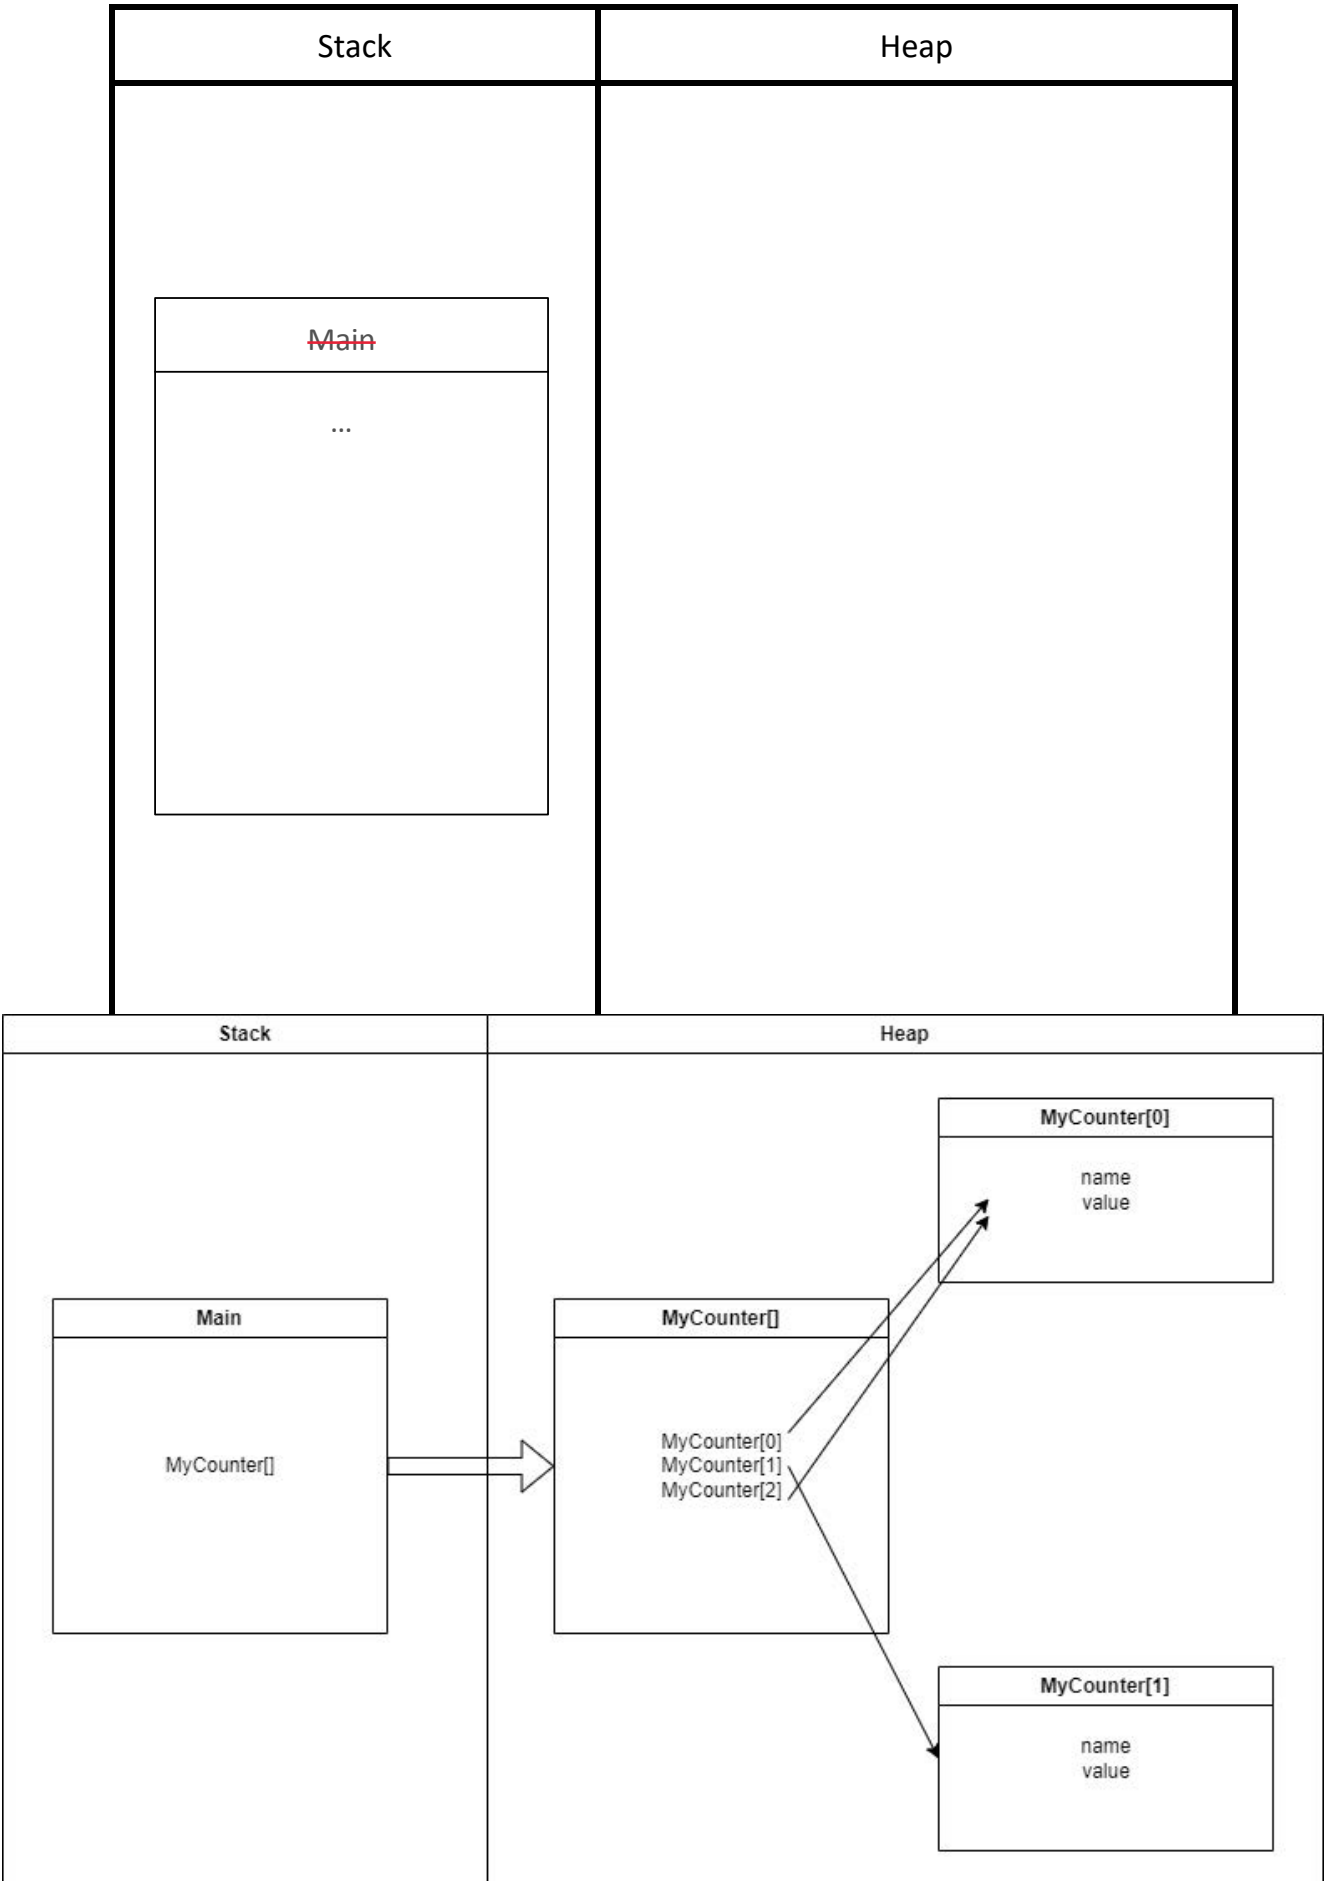 Stack Heap
Main
...
Stack Heap
MyCounter[0]
name
value
Main MyCounter[]
MyCounter[0]
MyCounter[] MyCounter[1]
MyCounter[2]
MyCounter[1]
name
value